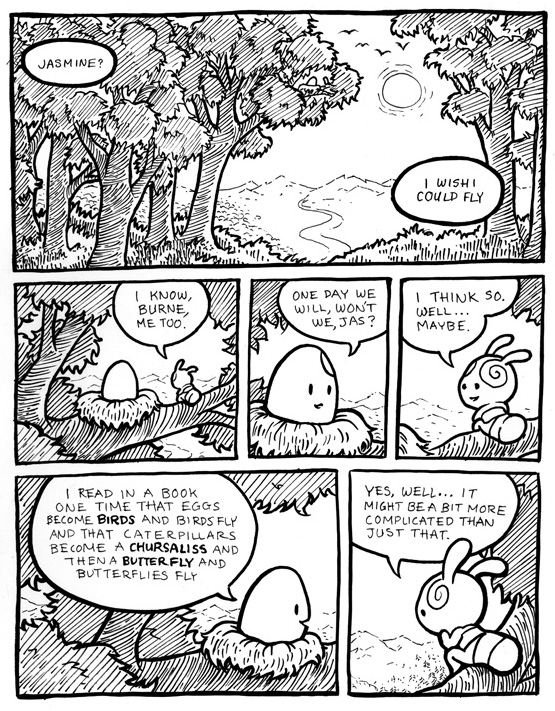 JASMINE?
I WISH I
COULD FLY
I KNOW,
BURNE,
ME TOO.
ONE DAY WE
WILL, WON'T
WE, JAS?
I THINK SO.
WELL...
MAYBE.
I READ IN A BOOK
ONE TIME THAT EGGS
BECOME BIRDS AND BIRDS FLY
AND THAT CATERPILLARS
BECOME A CHURSALISS AND
THEN A BUTTERFLY AND
BUTTERFLIES FLY
YES, WELL... IT
MIGHT BE A BIT MORE
COMPLICATED THAN
JUST THAT.